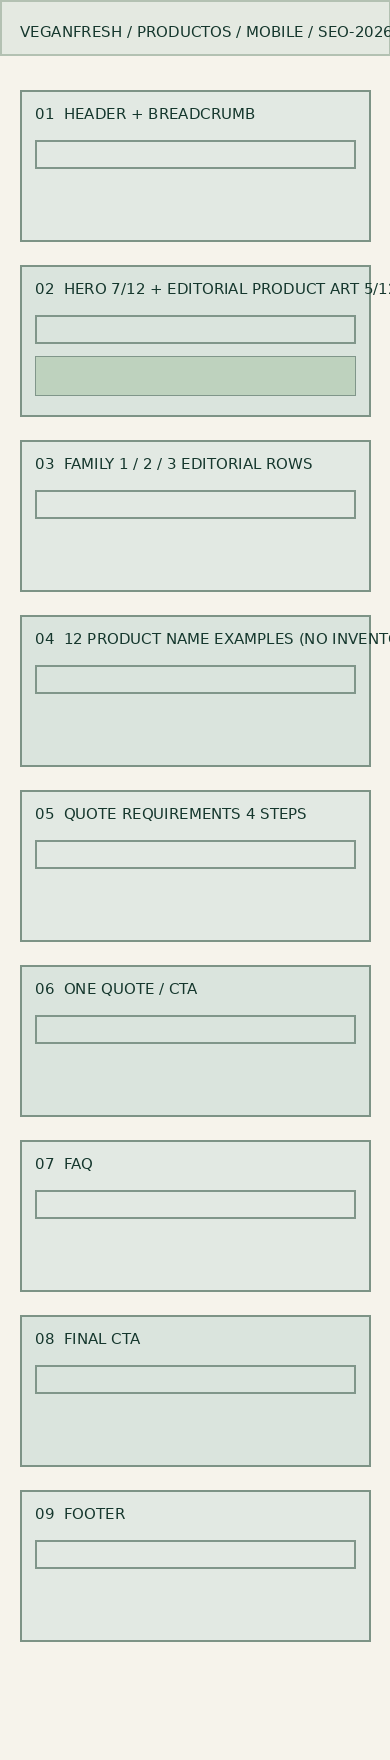 VEGANFRESH / PRODUCTOS / MOBILE / SEO-2026
01 HEADER + BREADCRUMB
02 HERO 7/12 + EDITORIAL PRODUCT ART 5/12
03 FAMILY 1 / 2 / 3 EDITORIAL ROWS
04 12 PRODUCT NAME EXAMPLES (NO INVENTO
05 QUOTE REQUIREMENTS 4 STEPS
06 ONE QUOTE / CTA
07 FAQ
08 FINAL CTA
09 FOOTER